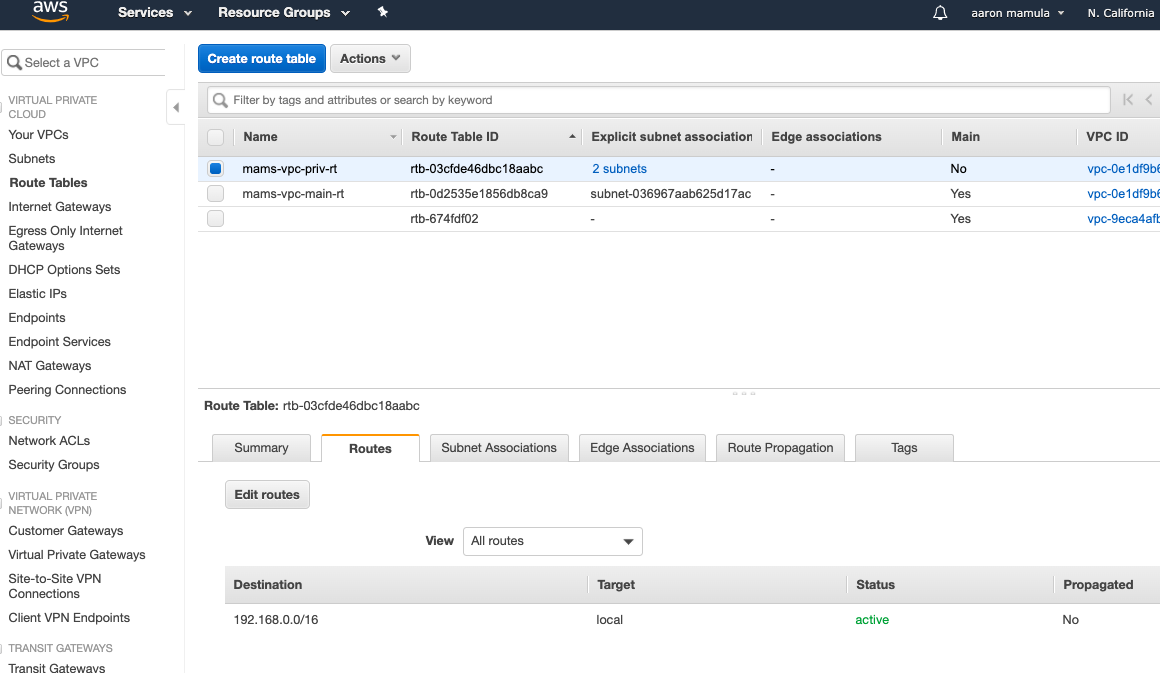 aws
Services
Resource Groups
aaron mamula
N. California
Select a VPC
VIRTUAL PRIVATE
CLOUD
Your VPCs
Subnets
Route Tables
Internet Gateways
Egress Only Internet
Gateways
DHCP Options Sets
Elastic IPs
Endpoints
Endpoint Services
NAT Gateways
Peering Connections
SECURITY
Network ACLs
Security Groups
VIRTUAL PRIVATE
NETWORK (VPN)
Customer Gateways
Virtual Private Gateways
Site-to-Site VPN
Connections
Client VPN Endpoints
TRANSIT GATEWAYS
Transit Gateways
Create route table
Actions
Filter by tags and attributes or search by keyword
Name Route Table ID Explicit subnet association Edge associations Main VPC ID
mams-vpc-priv-rt rtb-03cfde46dbc18aabc 2 subnets - No vpc-0e1df9b6
mams-vpc-main-rt rtb-0d2535e1856db8ca9 subnet-036967aab625d17ac - Yes vpc-0e1df9b6
rtb-674fdf02 - - Yes vpc-9eca4afb
Route Table: rtb-03cfde46dbc18aabc
Summary Routes Subnet Associations Edge Associations Route Propagation Tags
Edit routes
View All routes
Destination Target Status Propagated
192.168.0.0/16 local active No